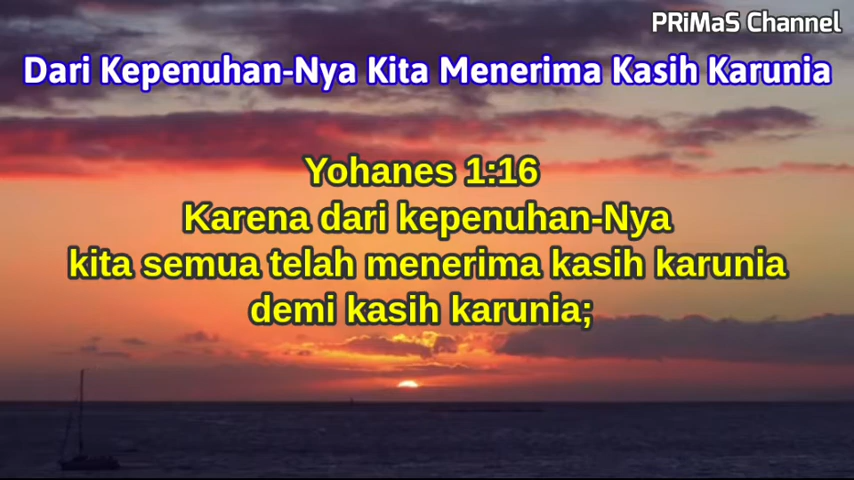 PRiMaS Channel
Dari Kepenuhan-Nya Kita Menerima Kasih Karunia
Yohanes 1:16
Karena dari kepenuhan-Nya
kita semua telah menerima kasih karunia
demi kasih karunia;